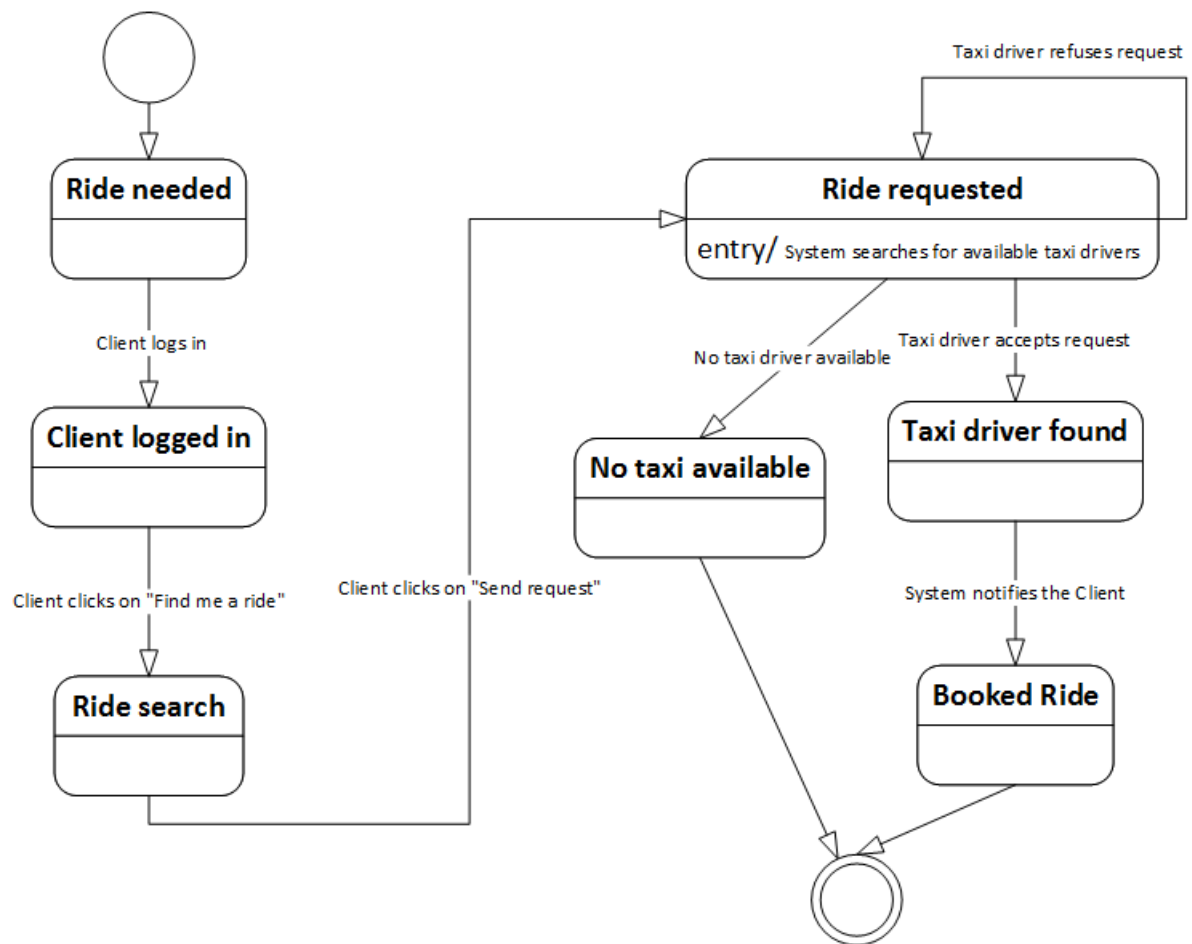 Taxi driver refuses request
Ride needed
Ride requested
entry/ System searches for available taxi drivers
Client logs in
No taxi driver available
Taxi driver accepts request
Client logged in
No taxi available
Taxi driver found
Client clicks on "Find me a ride"
Client clicks on "Send request"
System notifies the Client
Ride search
Booked Ride